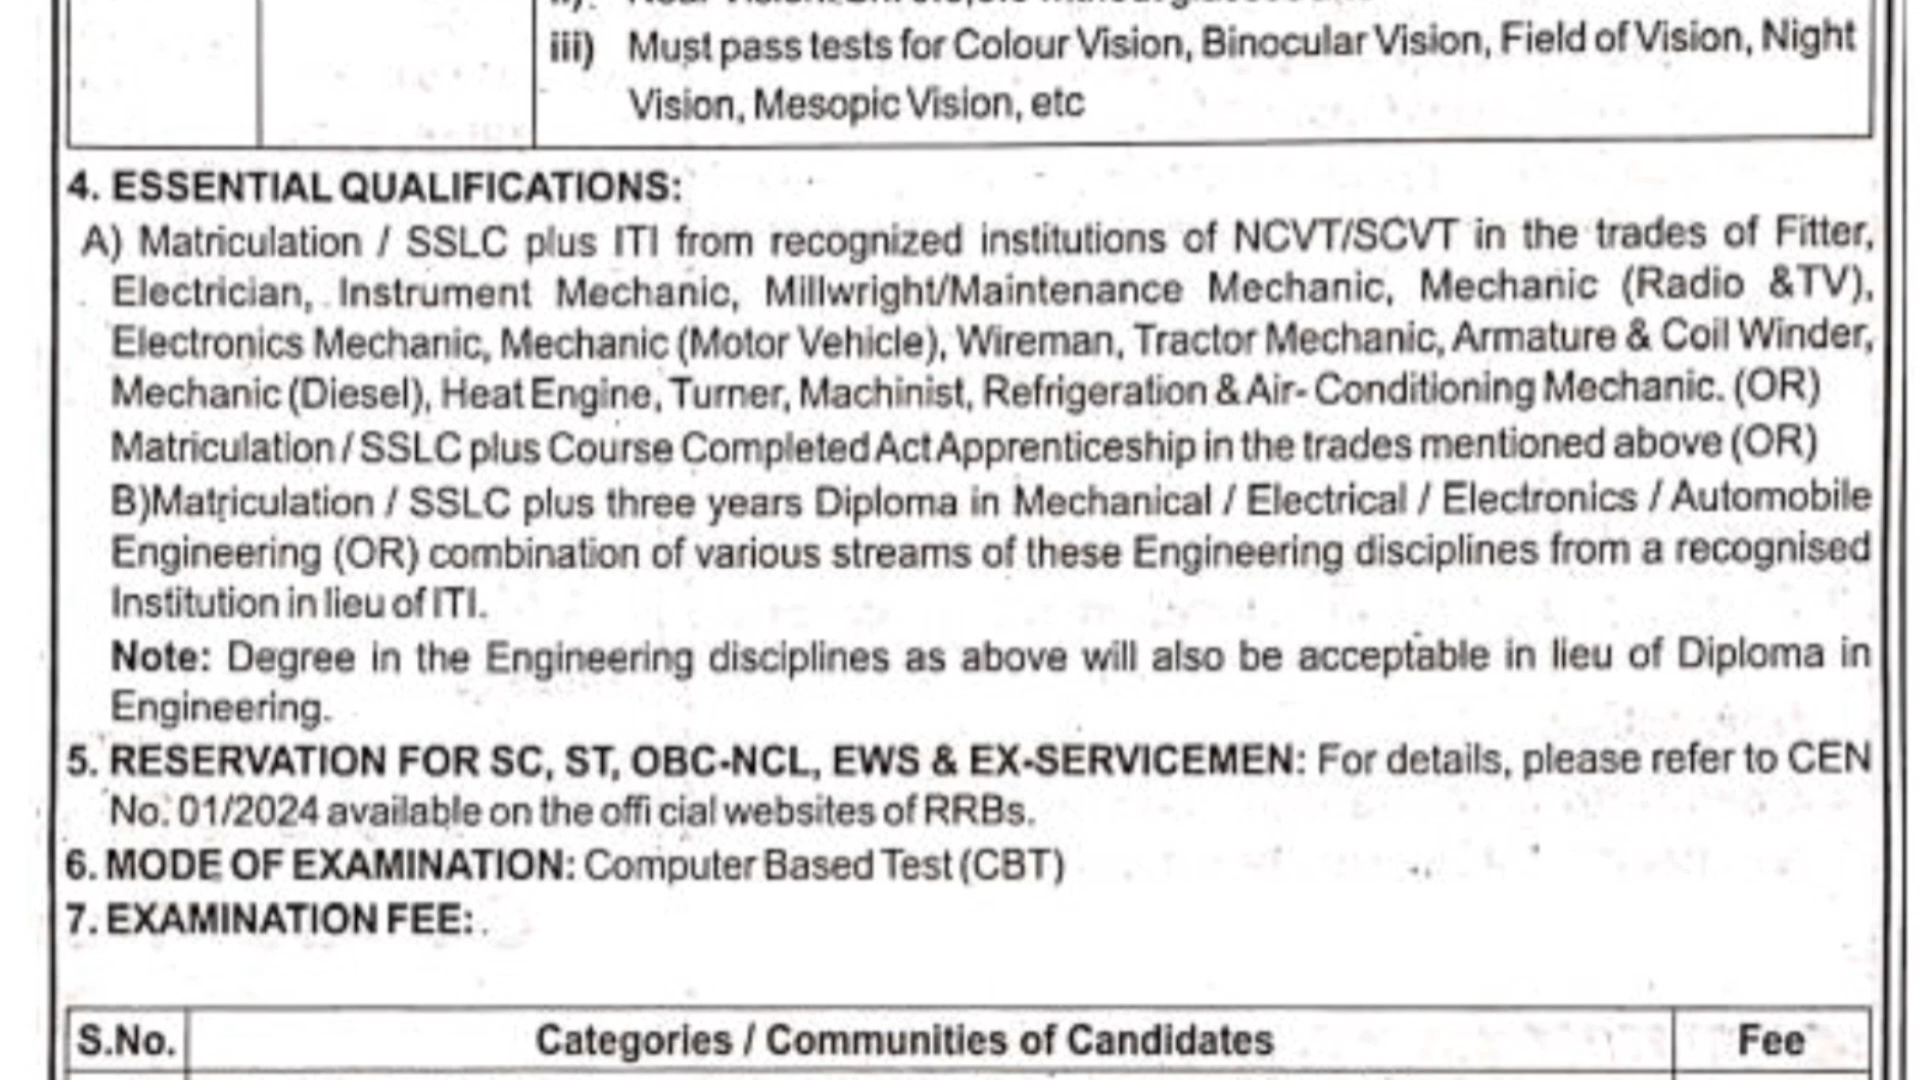 iii) Must pass tests for Colour Vision, Binocular Vision, Field of Vision, Night
Vision, Mesopic Vision, etc
4. ESSENTIAL QUALIFICATIONS:
A) Matriculation / SSLC plus ITI from recognized institutions of NCVT/SCVT in the trades of Fitter,
Electrician, Instrument Mechanic, Millwright/Maintenance Mechanic, Mechanic (Radio &TV),
Electronics Mechanic, Mechanic (Motor Vehicle), Wireman, Tractor Mechanic, Armature & Coil Winder,
Mechanic (Diesel), Heat Engine, Turner, Machinist, Refrigeration & Air- Conditioning Mechanic. (OR)
Matriculation / SSLC plus Course Completed Act Apprenticeship in the trades mentioned above (OR)
B)Matriculation / SSLC plus three years Diploma in Mechanical / Electrical / Electronics / Automobile
Engineering (OR) combination of various streams of these Engineering disciplines from a recognised
Institution in lieu of ITI.
Note: Degree in the Engineering disciplines as above will also be acceptable in lieu of Diploma in
Engineering.
5. RESERVATION FOR SC, ST, OBC-NCL, EWS & EX-SERVICEMEN: For details, please refer to CEN
No. 01/2024 available on the offi cial websites of RRBs.
6. MODE OF EXAMINATION: Computer Based Test (CBT)
7. EXAMINATION FEE:
S.No. Categories / Communities of Candidates Fee